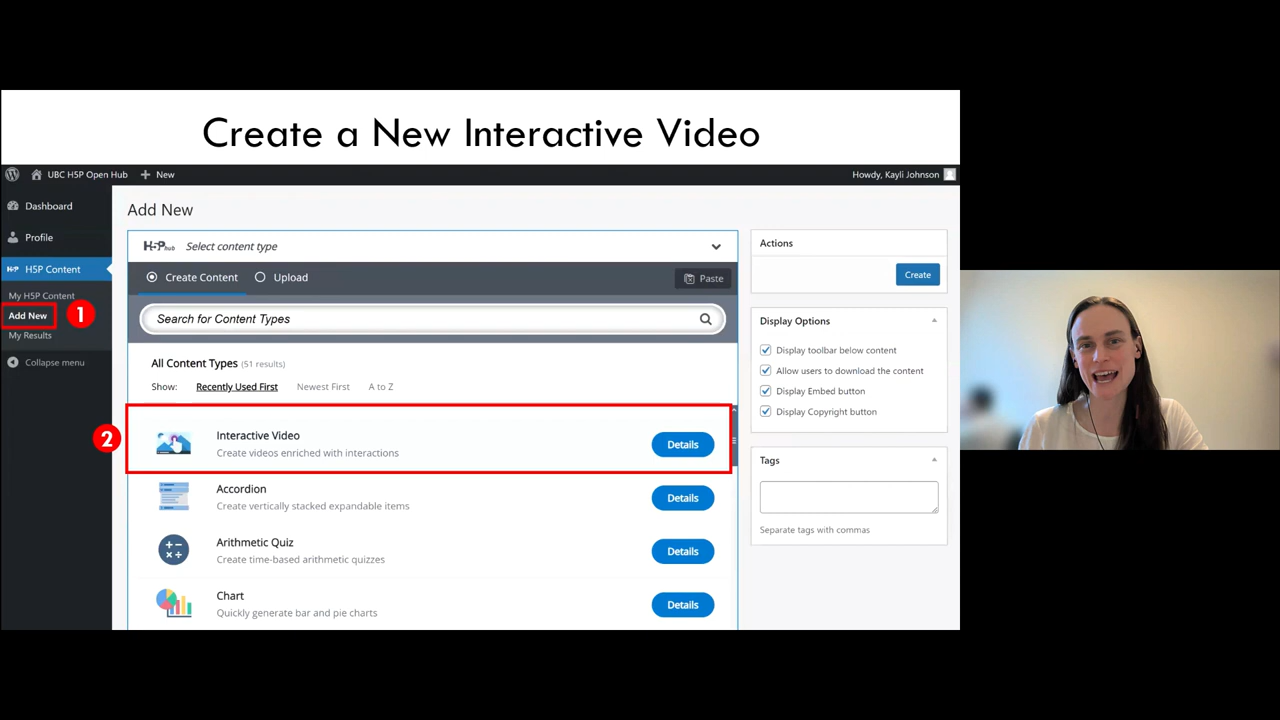 Create a New Interactive Video
UBC H5P Open Hub
New
Howdy, Kayli Johnson
Dashboard
Profile
H5P Content
My H5P Content
Add New
1
My Results
Collapse menu
Add New
H5P hub Select content type
Create Content
Upload
Paste
Search for Content Types
All Content Types (51 results)
Show: Recently Used First Newest First A to Z
2
Interactive Video
Create videos enriched with interactions
Details
Accordion
Create vertically stacked expandable items
Details
Arithmetic Quiz
Create time-based arithmetic quizzes
Details
Chart
Quickly generate bar and pie charts
Details
Actions
Create
Display Options
Display toolbar below content
Allow users to download the content
Display Embed button
Display Copyright button
Tags
Separate tags with commas